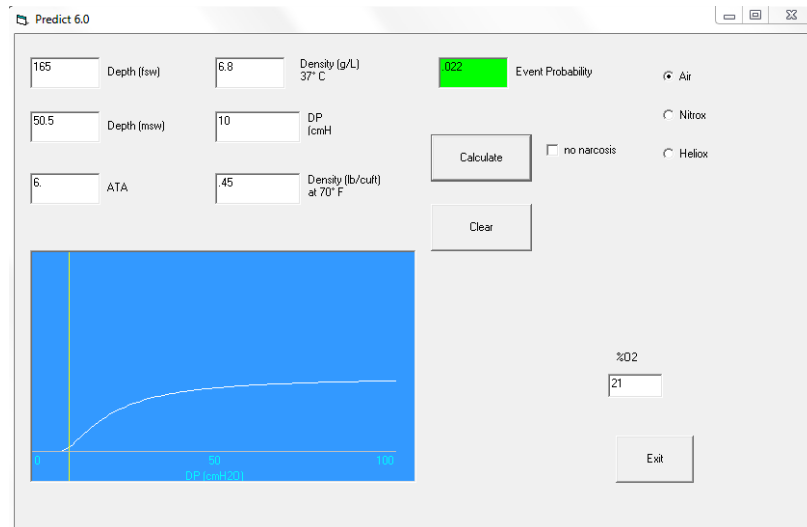 Predict 6.0
165
Depth (fsw)
6.8
Density (g/L)
37° C
.022
Event Probability
Air
50.5
Depth (msw)
10
DP
(cmH
Nitrox
Calculate
no narcosis
Heliox
6.
ATA
.45
Density (lb/cuft)
at 70° F
Clear
%O2
21
0
50
100
DP (cmH2O)
Exit